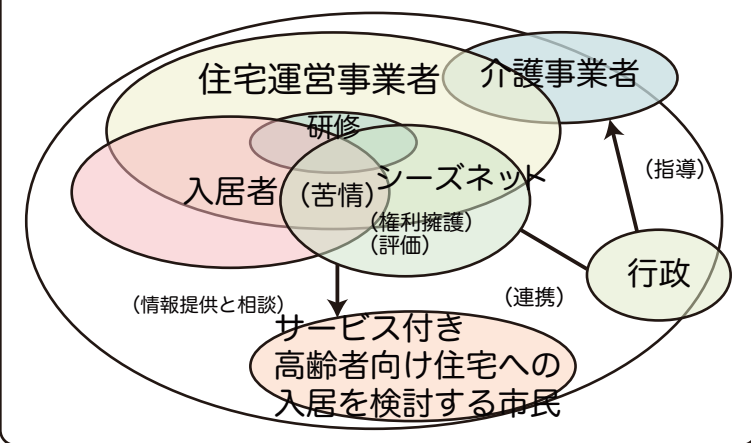 住宅運営事業者
介護事業者
研修
入居者
（苦情）
シーズネット
（権利擁護）
（評価）
（指導）
行政
（連携）
（情報提供と相談）
サービス付き
高齢者向け住宅への
入居を検討する市民